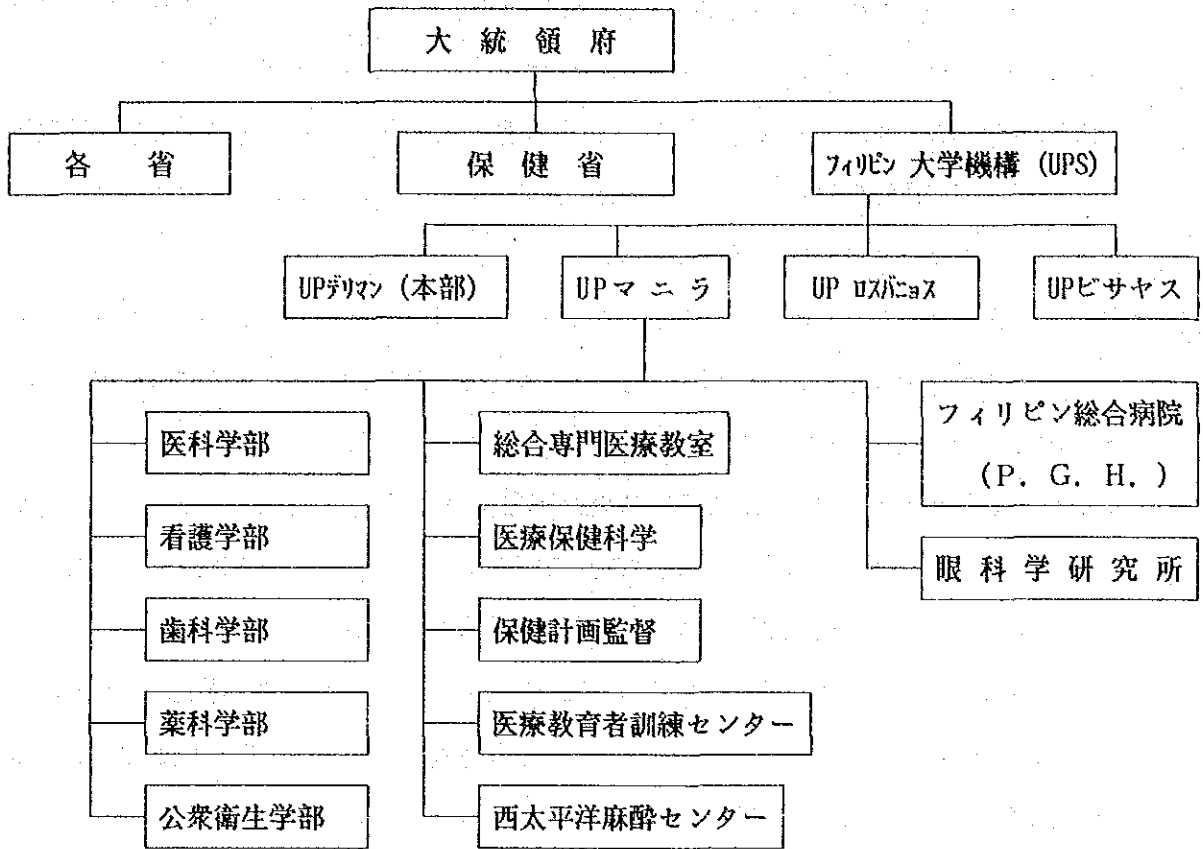 大統領府
各省
保健省
フィリピン 大学機構 (UPS)
UPデリマン (本部)
UPマニラ
UP ロスバニョス
UPビサヤス
医科学部
看護学部
歯科学部
薬科学部
公衆衛生学部
総合専門医療教室
医療保健科学
保健計画監督
医療教育者訓練センター
西太平洋麻酔センター
フィリピン総合病院
(P. G. H. )
眼科学研究所